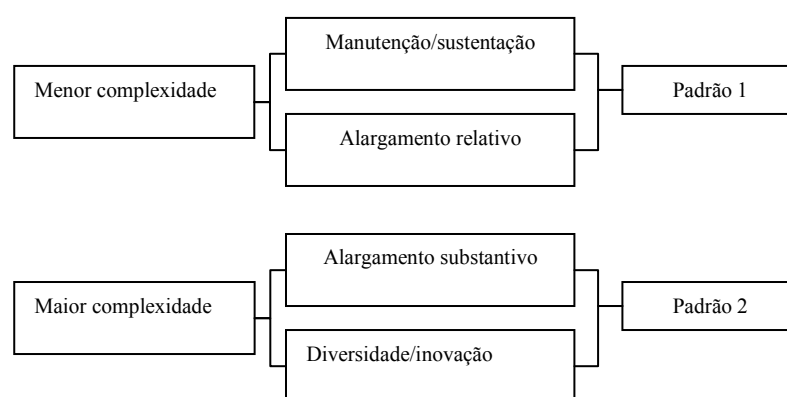 Manutenção/sustentação
Menor complexidade
Padrão 1
Alargamento relativo
Alargamento substantivo
Maior complexidade
Padrão 2
Diversidade/inovação